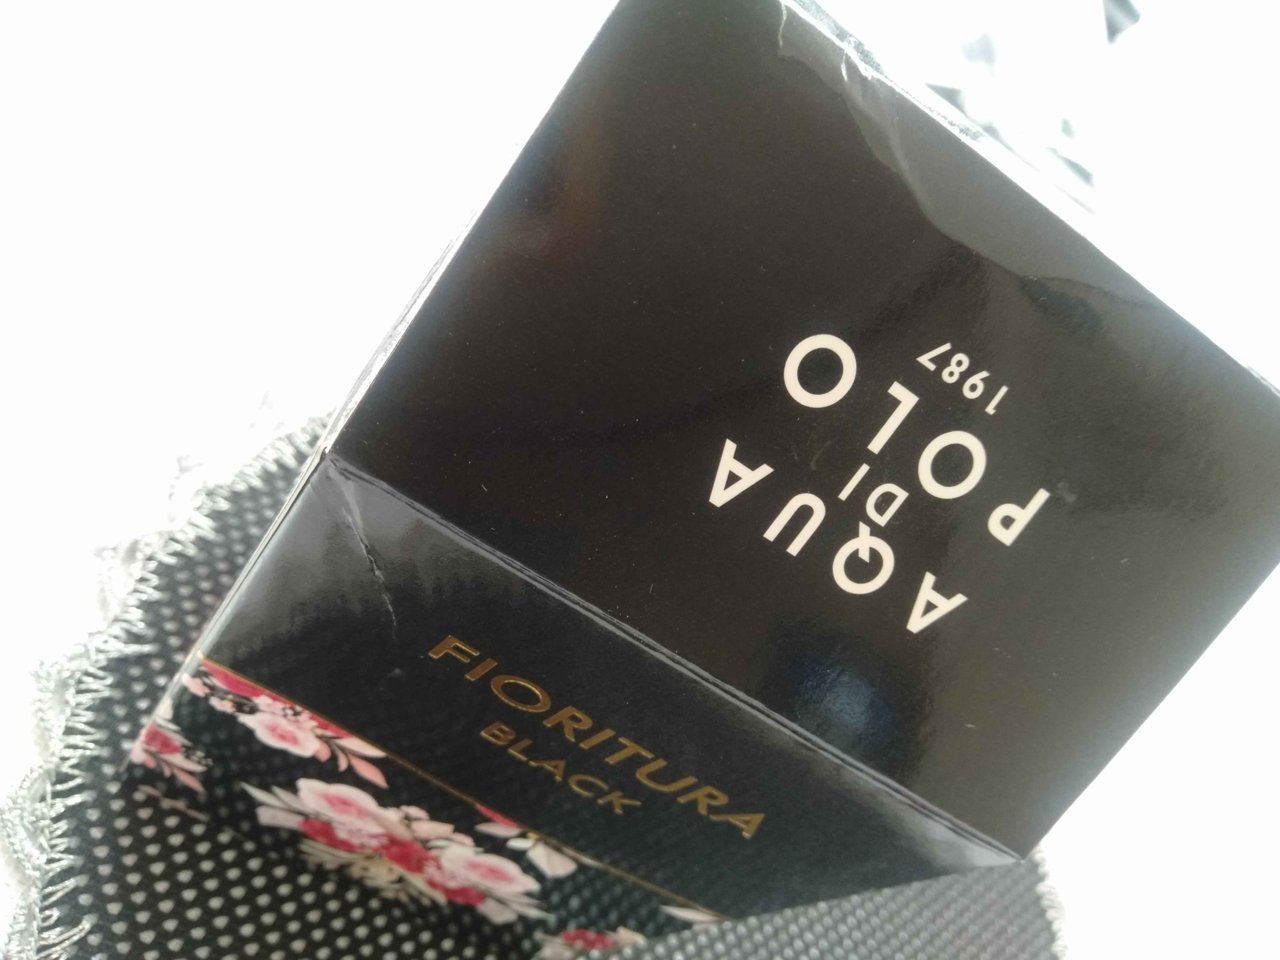 AQUA
DI
POLO
1987
FIORITURA
BLACK